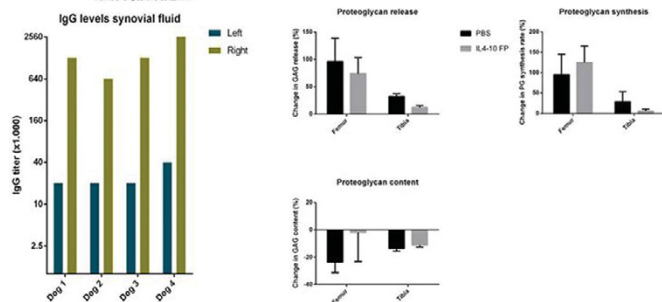 IgG levels synovial fluid
Left
Right
IgG titer (x1.000)
2560
640
160
40
10
2.5
Dog 1
Dog 2
Dog 3
Dog 4
Proteoglycan release
Change in GAG release (%)
150
100
50
0
Femur
Tibia
PBS
IL4-10 FP
Proteoglycan synthesis
Change in PG synthesis rate (%)
200
150
100
50
0
Femur
Tibia
Proteoglycan content
Change in GAG content (%)
20
0
-20
-40
Femur
Tibia